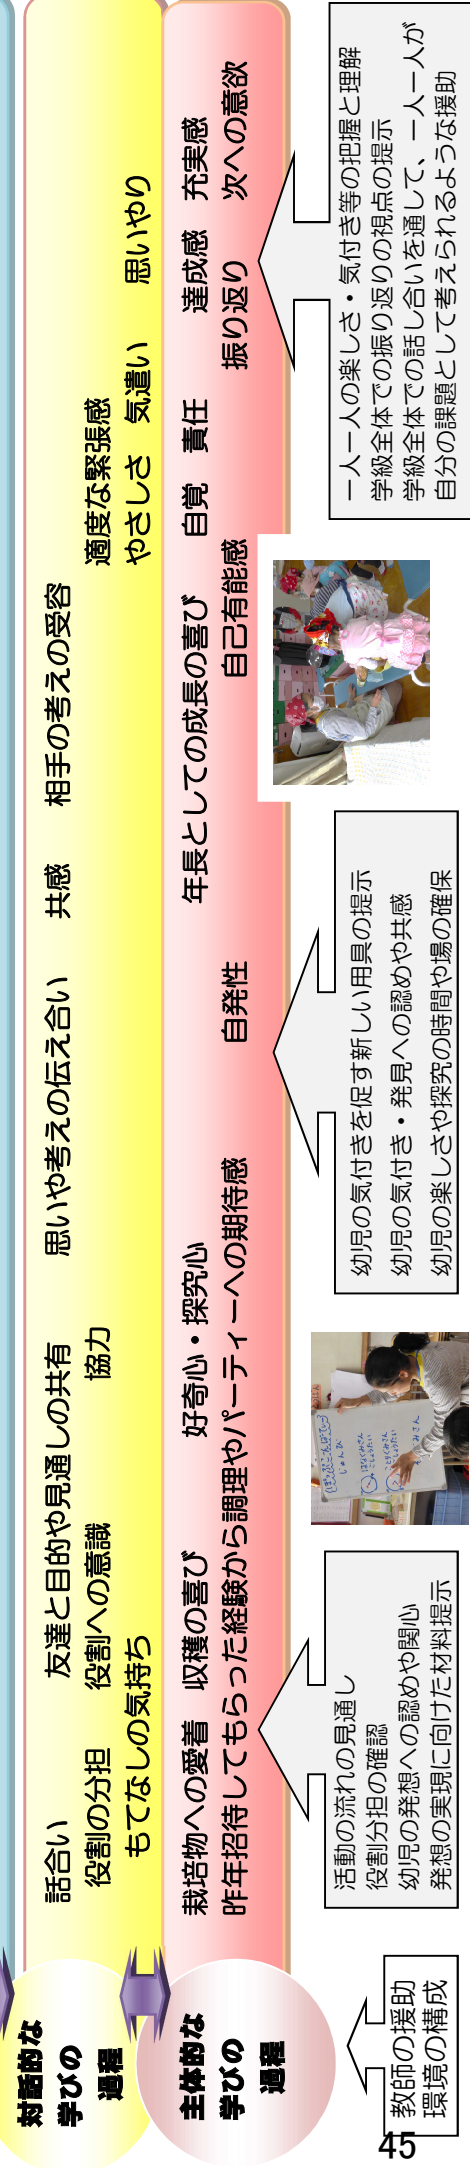 対話的な
学びの
過程
話合い　友達と目的や見通しの共有　思いや考えの伝え合い　共感　相手の考えの受容
役割の分担　役割への意識　協力　適度な緊張感
もてなしの気持ち　やさしさ　気遣い　思いやり
主体的な
学びの
過程
栽培物への愛着　収穫の喜び　好奇心・探究心　年長としての成長の喜び　自覚　責任　達成感　充実感
昨年招待してもらった経験から調理やパーティーへの期待感　自発性　自己有能感　振り返り　次への意欲
教師の援助
環境の構成
活動の流れの見通し
役割分担の確認
幼児の発想への認めや関心
発想の実現に向けた材料提示
じゅんび
幼児の気付きを促す新しい用具の提示
幼児の気付き・発見への認めや共感
幼児の楽しさや探究の時間や場の確保
一人一人の楽しさ・気付き等の把握と理解
学級全体での振り返りの視点の提示
学級全体での話し合いを通して、一人一人が
自分の課題として考えられるような援助
45